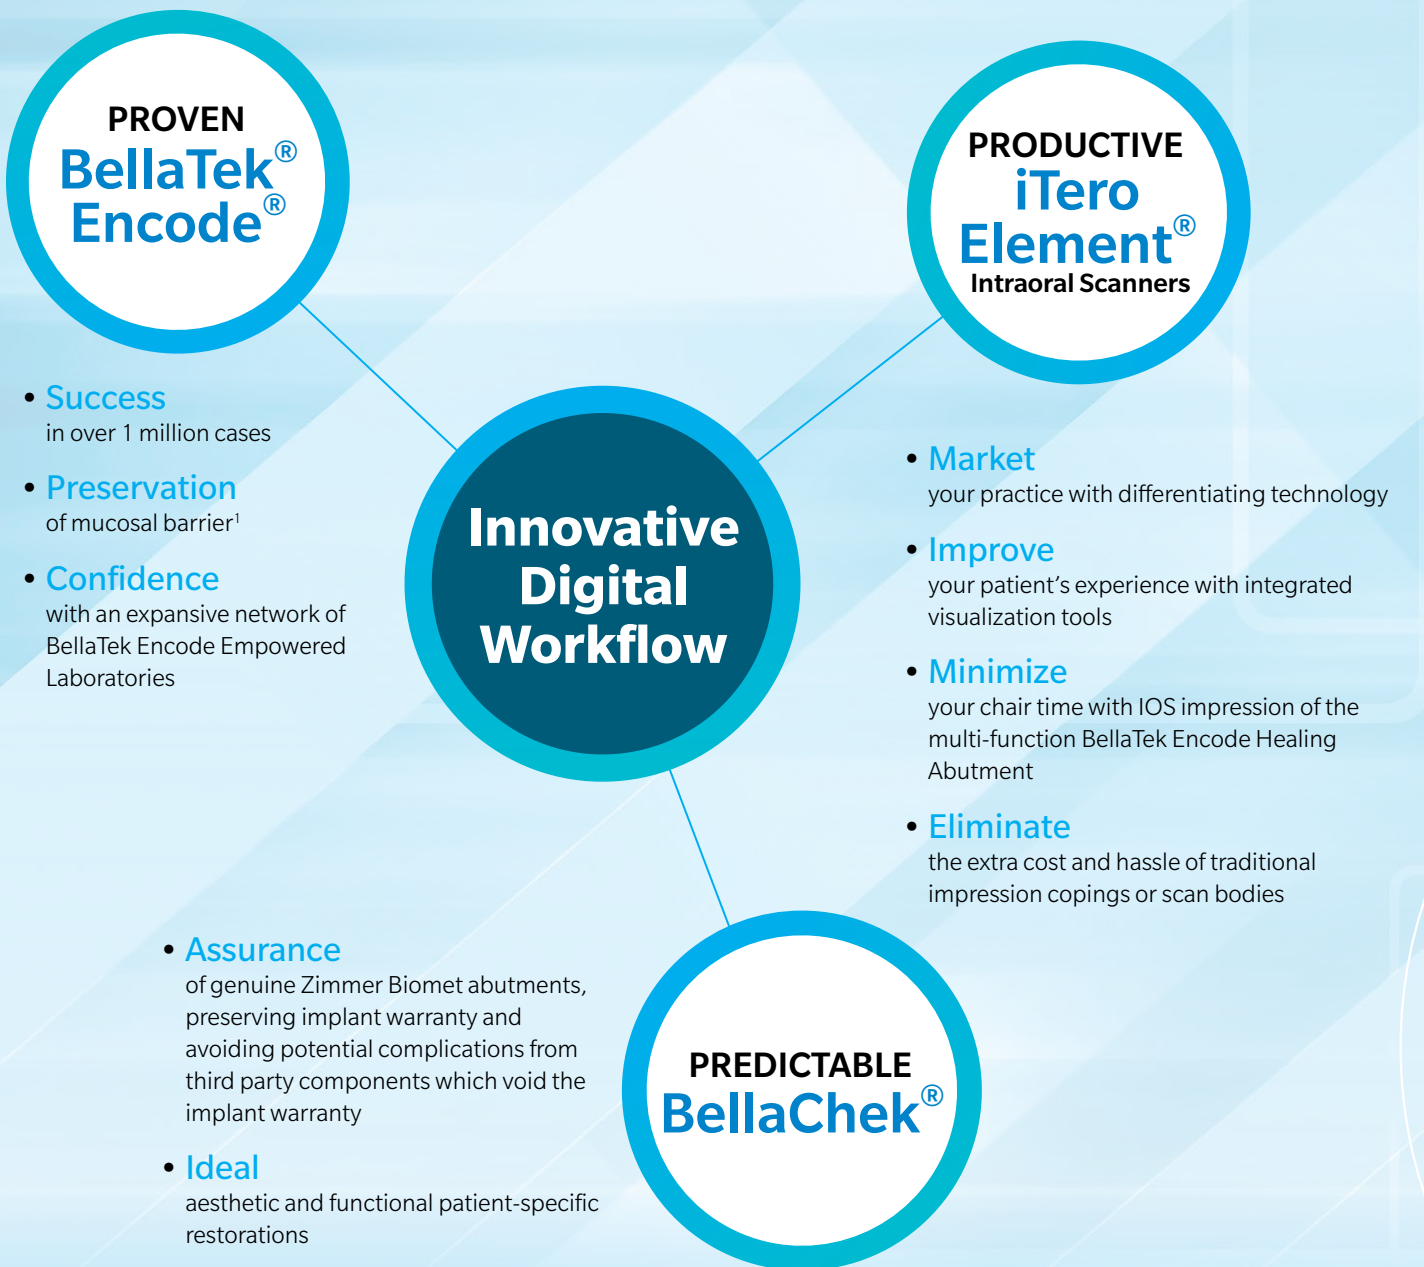 PROVEN
BellaTek®
Encode®
• Success
in over 1 million cases
• Preservation
of mucosal barrier1
• Confidence
with an expansive network of
BellaTek Encode Empowered
Laboratories
Innovative
Digital
Workflow
PRODUCTIVE
iTero
Element®
Intraoral Scanners
• Market
your practice with differentiating technology
• Improve
your patient’s experience with integrated
visualization tools
• Minimize
your chair time with IOS impression of the
multi-function BellaTek Encode Healing
Abutment
• Eliminate
the extra cost and hassle of traditional
impression copings or scan bodies
• Assurance
of genuine Zimmer Biomet abutments,
preserving implant warranty and
avoiding potential complications from
third party components which void the
implant warranty
• Ideal
aesthetic and functional patient-specific
restorations
PREDICTABLE
BellaChek®